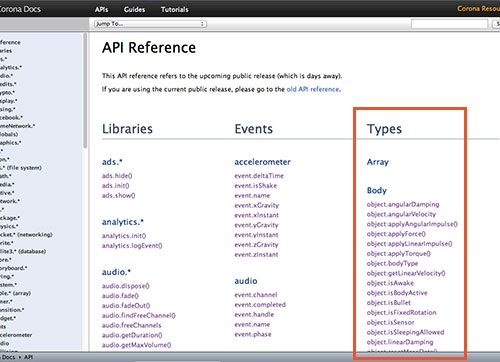 Corona Docs
APIs
Guides
Tutorials
Corona Resou
Jump To...
API Reference
This API reference refers to the upcoming public release (which is days away).
If you are using the current public release, please go to the old API reference.
Libraries
ads.*
ads.hide()
ads.init()
ads.show()
analytics.*
analytics.init()
analytics.logEvent()
audio.*
audio.dispose()
audio.fade()
audio.fadeOut()
audio.findFreeChannel()
audio.freeChannels
audio.getDuration()
audio.getMaxVolume()
Events
accelerometer
event.deltaTime
event.isShake
event.name
event.xGravity
event.xInstant
event.yGravity
event.yInstant
event.zGravity
event.zInstant
audio
event.channel
event.completed
event.handle
event.name
event.phase
Types
Array
Body
object.angularDamping
object.angularVelocity
object.applyAngularImpulse()
object.applyForce()
object.applyLinearImpulse()
object.applyTorque()
object.bodyType
object.getLinearVelocity()
object.isAwake
object.isBodyActive
object.isBullet
object.isFixedRotation
object.isSensor
object.isSleepingAllowed
object.linearDamping
eference
aries
s.*
alytics.*
dio.*
edits.*
ypto.*
splay.*
sing.*
cebook.*
meNetwork.*
lobals)
aphics.*
.*
.* (file system)
ath.*
edia.*
tive.*
twork.*
s.*
ckage.*
ysics.*
cket.* (networking)
rite.*
lite3.* (database)
ore.*
oryboard.*
ring.*
stem.*
ble.* (array)
mer.*
ansition.*
dget.*
nts
celerometer
udio
a Docs ▸ API